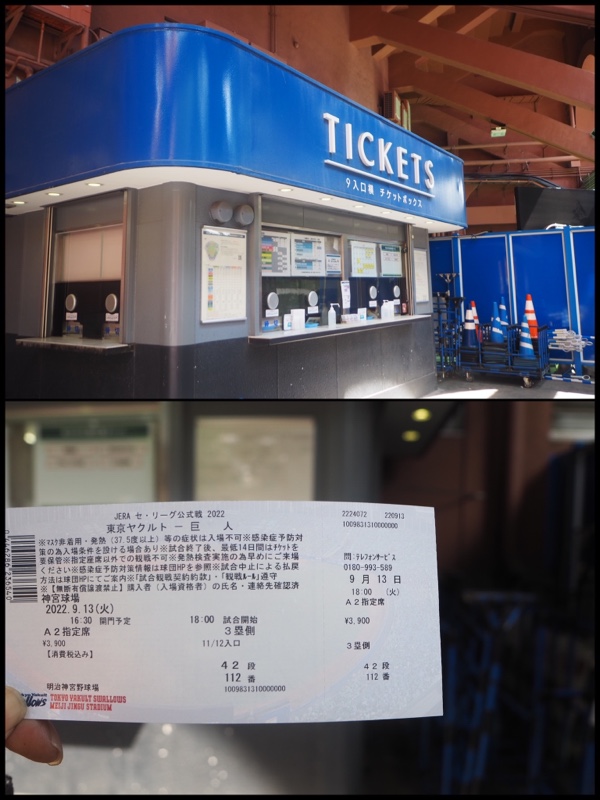 TICKETS
9入口横 チケットボックス
JERA セ・リーグ公式戦 2022
東京ヤクルト － 巨 人
※マスク非着用・発熱(37.5度以上)等の症状は入場不可※感染症予防対
策の為入場条件を設ける場合あり※試合終了後、最低14日間はチケットを
要保管※指定座席以外での観戦不可※発熱検査実施の為早めにご来場
ください※感染症予防対策情報は球団HPを参照※試合中止による払戻
方法は球団HPにてご案内※「試合観戦契約約款」・「観戦ルール」遵守
※【無断有償譲渡禁止】購入者(入場資格者)の氏名・連絡先確認済
神宮球場
2022. 9.13(火)
16:30 開門予定 18:00 試合開始
A2指定席 3塁側
¥3,900 11/12入口
【消費税込み】
42 段
112 番
明治神宮野球場 1009831310000000
TOKYO YAKULT SWALLOWS
MEIJI JINGU STADIUM
2224072 220913
1009831310000000
問:テレフォンサービス
0180-993-589
9 月 13 日
18:00 (火)
A2指定席
¥3,900
3塁側
42 段
112 番